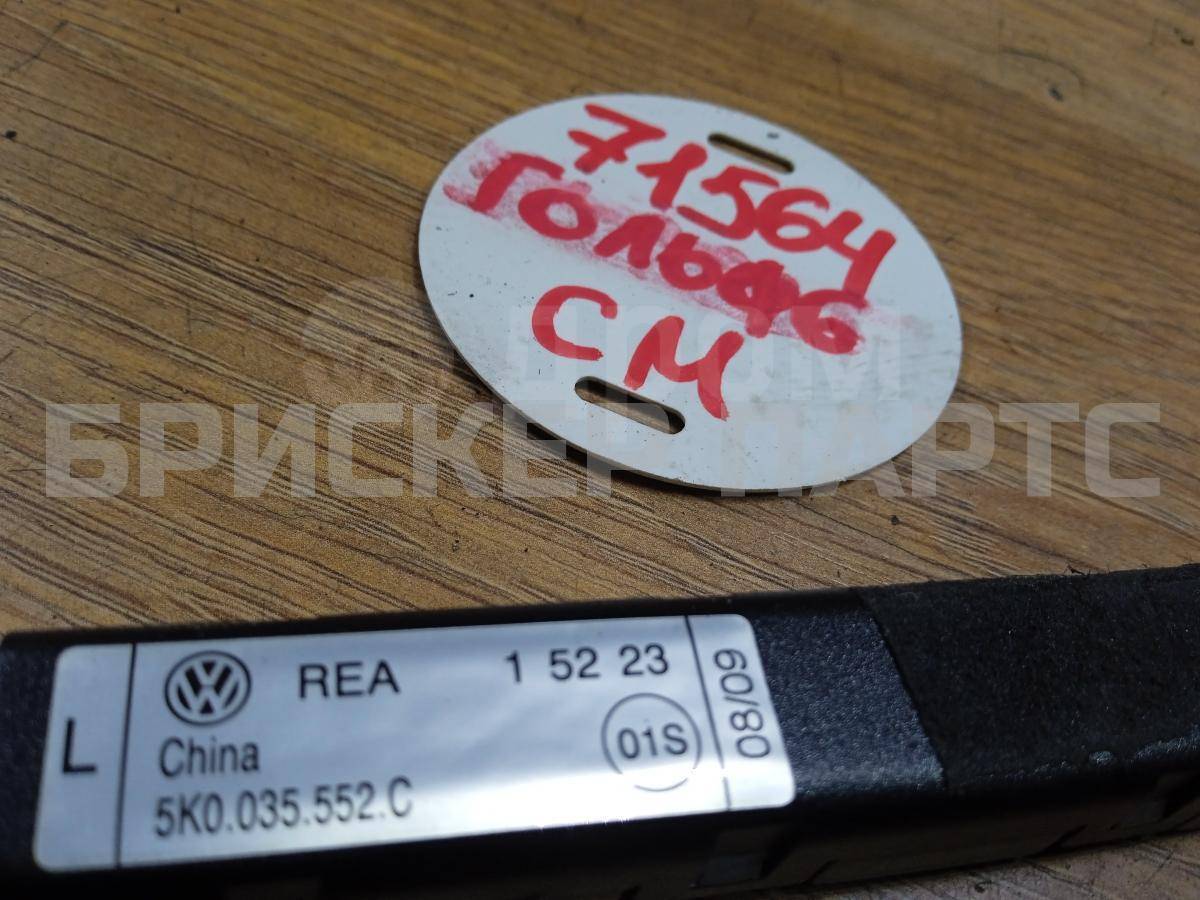 71564
ГОЛЬФ6
СМ
БРИСКЕР ПАРТС
L
REA 1 52 23
China
01S
5K0.035.552.C
08/09